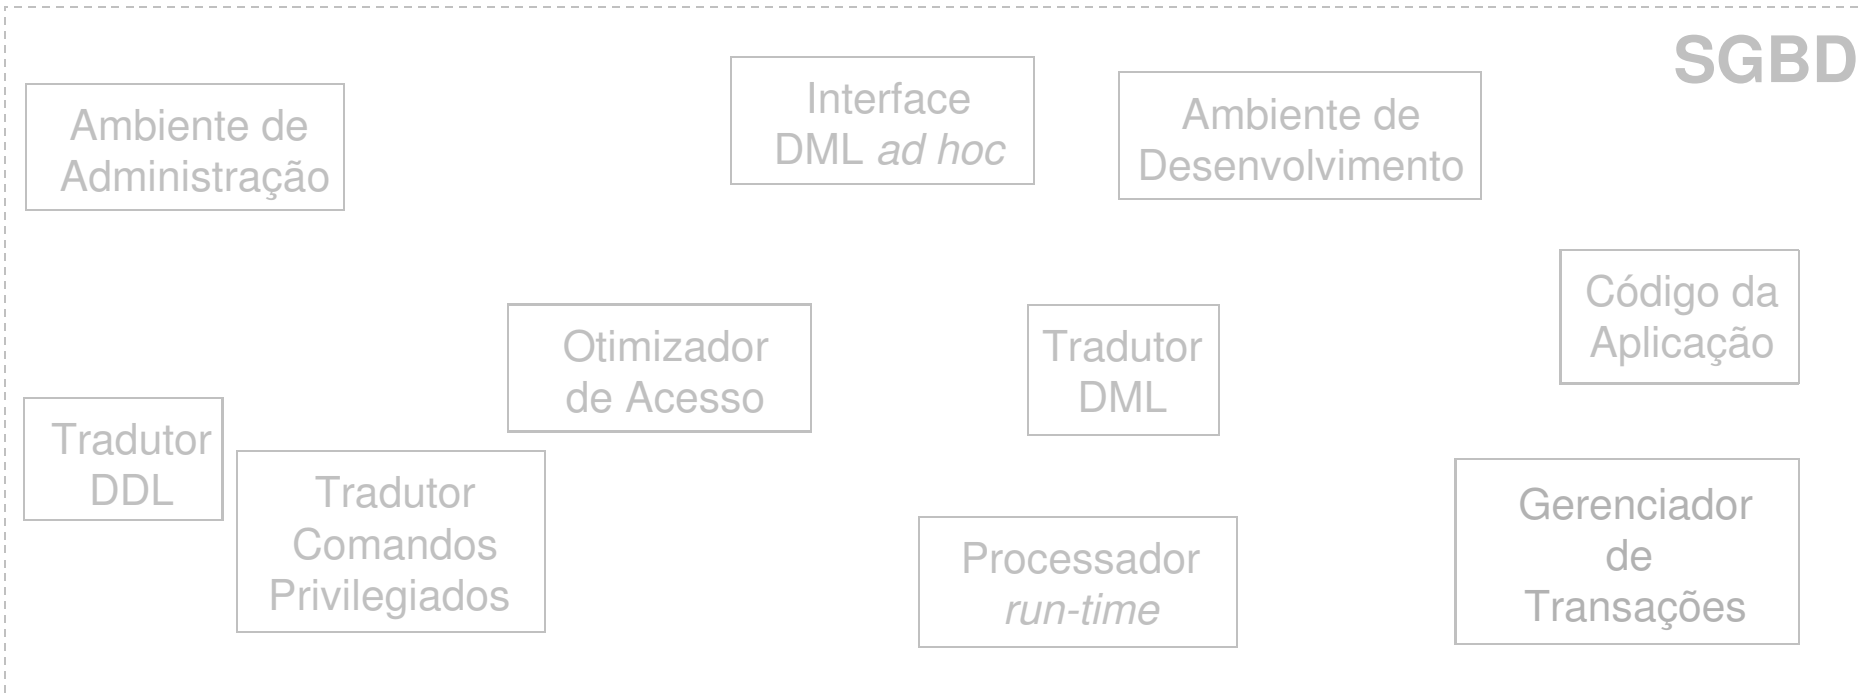 SGBD
Ambiente de
Administração
Interface
DML ad hoc
Ambiente de
Desenvolvimento
Código da
Aplicação
Otimizador
de Acesso
Tradutor
DML
Tradutor
DDL
Tradutor
Comandos
Privilegiados
Processador
run-time
Gerenciador
de
Transações